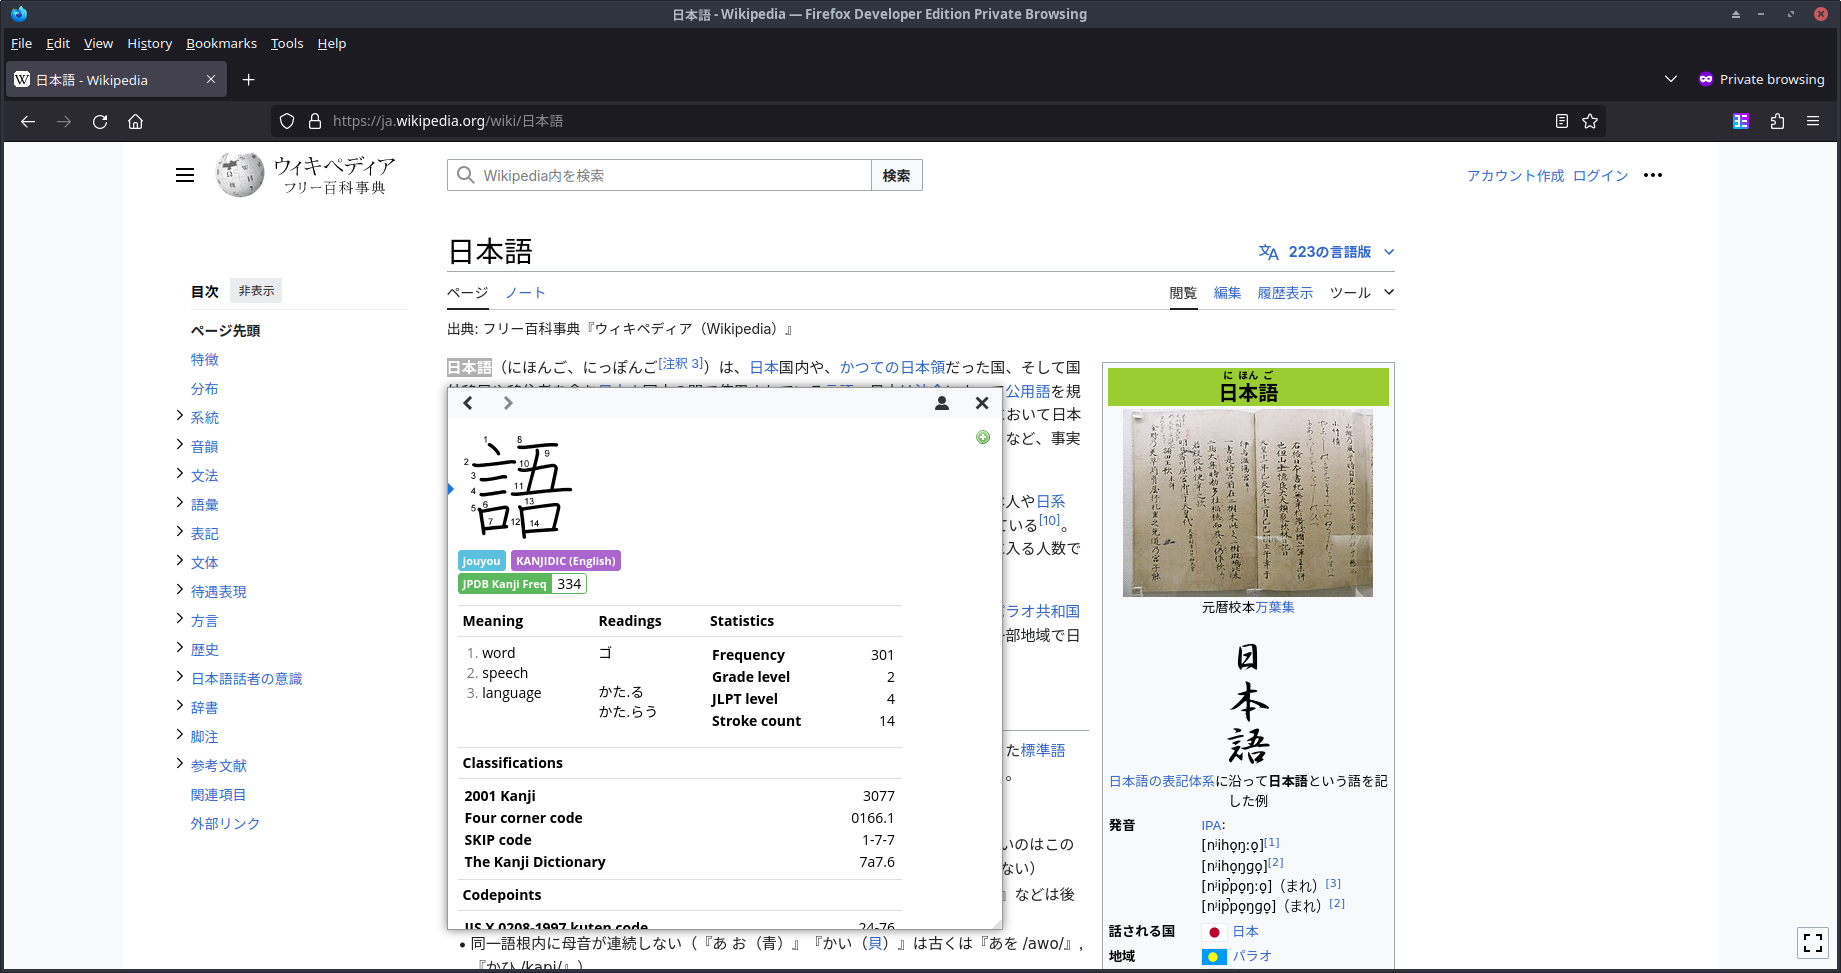 日本語 - Wikipedia — Firefox Developer Edition Private Browsing
File Edit View History Bookmarks Tools Help
日本語 - Wikipedia
Private browsing
https://ja.wikipedia.org/wiki/日本語
ウィキペディア
フリー百科事典
Wikipedia内を検索 検索
アカウント作成 ログイン
日本語
223の言語版
ページ ノート 閲覧 編集 履歴表示 ツール
出典: フリー百科事典『ウィキペディア（Wikipedia）』
目次 非表示
ページ先頭
特徴
分布
系統
音韻
文法
語彙
表記
文体
待遇表現
方言
歴史
日本語話者の意識
辞書
脚注
参考文献
関連項目
外部リンク
日本語（にほんご、にっぽんご[注釈 3]）は、日本国内や、かつての日本領だった国、そして国
公用語を規
おいて日本
など、事実
人や日系
ている[10]。
入る人数で
ラオ共和国
部地域で日
た標準語
。
いのはこの
ない）
』などは後
語
1 2 3 4 5 6 7 8 9 10 11 12 13 14
jouyou KANJIDIC (English)
JPDB Kanji Freq 334
Meaning Readings Statistics
1. word
2. speech
3. language
ゴ
かた.る
かた.らう
Frequency 301
Grade level 2
JLPT level 4
Stroke count 14
Classifications
2001 Kanji 3077
Four corner code 0166.1
SKIP code 1-7-7
The Kanji Dictionary 7a7.6
Codepoints
JIS X 0208-1997 kuten code 24-76
• 同一語根内に母音が連続しない（『あ お（青）』『かい（貝）』は古くは『あを /awo/』,
『かひ /kapi/』）
に ほん ご
日本語
元暦校本万葉集
日
本
語
日本語の表記体系に沿って日本語という語を記
した例
発音 IPA:
[ɲihoŋːo][1]
[ɲihoŋɡo][2]
[ɲippoŋːo]（まれ）[3]
[ɲippoŋɡo]（まれ）[2]
話される国 日本
地域 パラオ